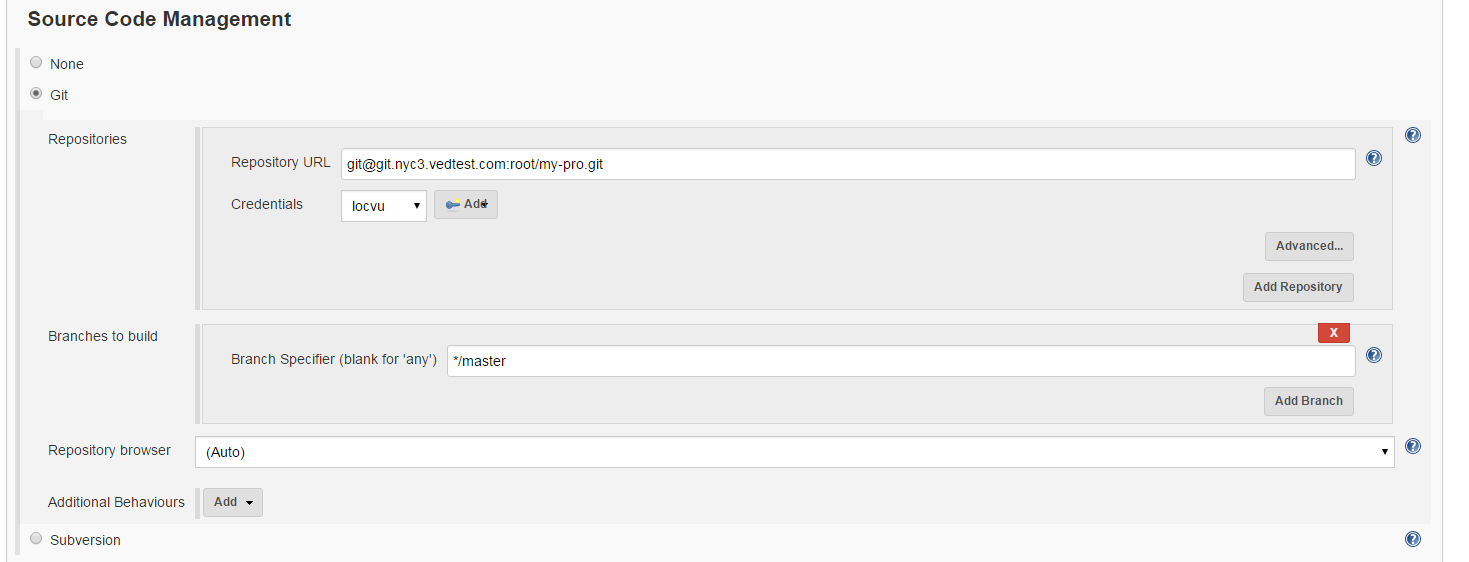 Source Code Management
None
Git
Repositories
Repository URL git@git.nyc3.vedtest.com:root/my-pro.git
Credentials locvu Add
Advanced...
Add Repository
Branches to build
X
Branch Specifier (blank for 'any') */master
Add Branch
Repository browser (Auto)
Additional Behaviours Add
Subversion